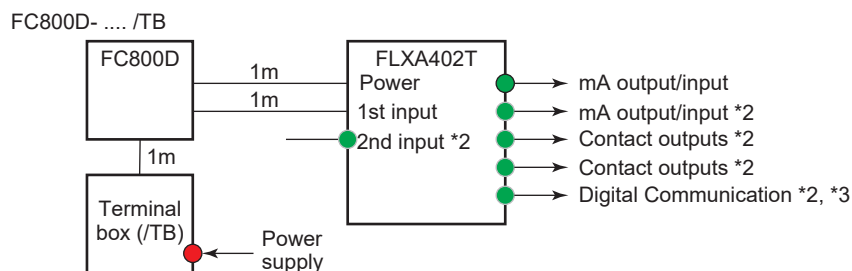 FC800D- .... /TB
FC800D
FLXA402T
1m
Power
mA output/input
1m
1st input
mA output/input *2
2nd input *2
Contact outputs *2
Contact outputs *2
Digital Communication *2, *3
1m
Terminal
box (/TB)
Power
supply